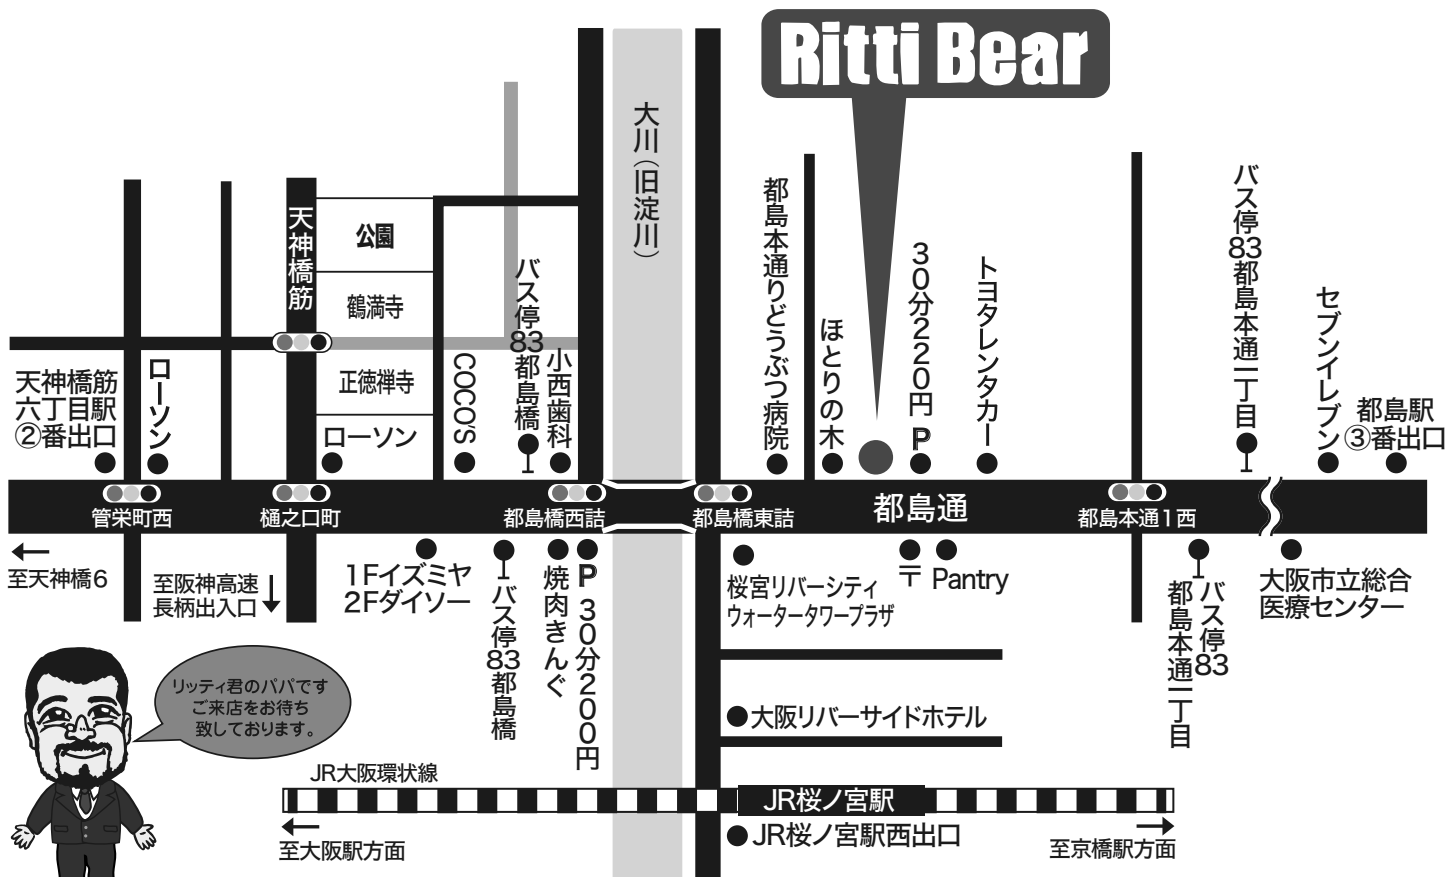 Ritti Bear
大川（旧淀川）
天神橋筋
公園
鶴満寺
正徳禅寺
ローソン
天神橋筋
六丁目駅
②番出口
ローソン
COCO'S
バス停83都島橋
小西歯科
都島本通りどうぶつ病院
ほとりの木
30分220円 P
トヨタレンタカー
バス停83都島本通二丁目
セブンイレブン
都島駅
③番出口
管栄町西
樋之口町
都島橋西詰
都島橋東詰
都島通
都島本通1西
至天神橋6
至阪神高速
長柄出入口
1Fイズミヤ
2Fダイソー
バス停83都島橋
焼肉きんぐ
P 30分200円
桜宮リバーシティ
ウォータータワープラザ
〒 Pantry
バス停83
都島本通二丁目
大阪市立総合
医療センター
リッティ君のパパです
ご来店をお待ち
致しております。
大阪リバーサイドホテル
JR大阪環状線
JR桜ノ宮駅
JR桜ノ宮駅西出口
至大阪駅方面
至京橋駅方面